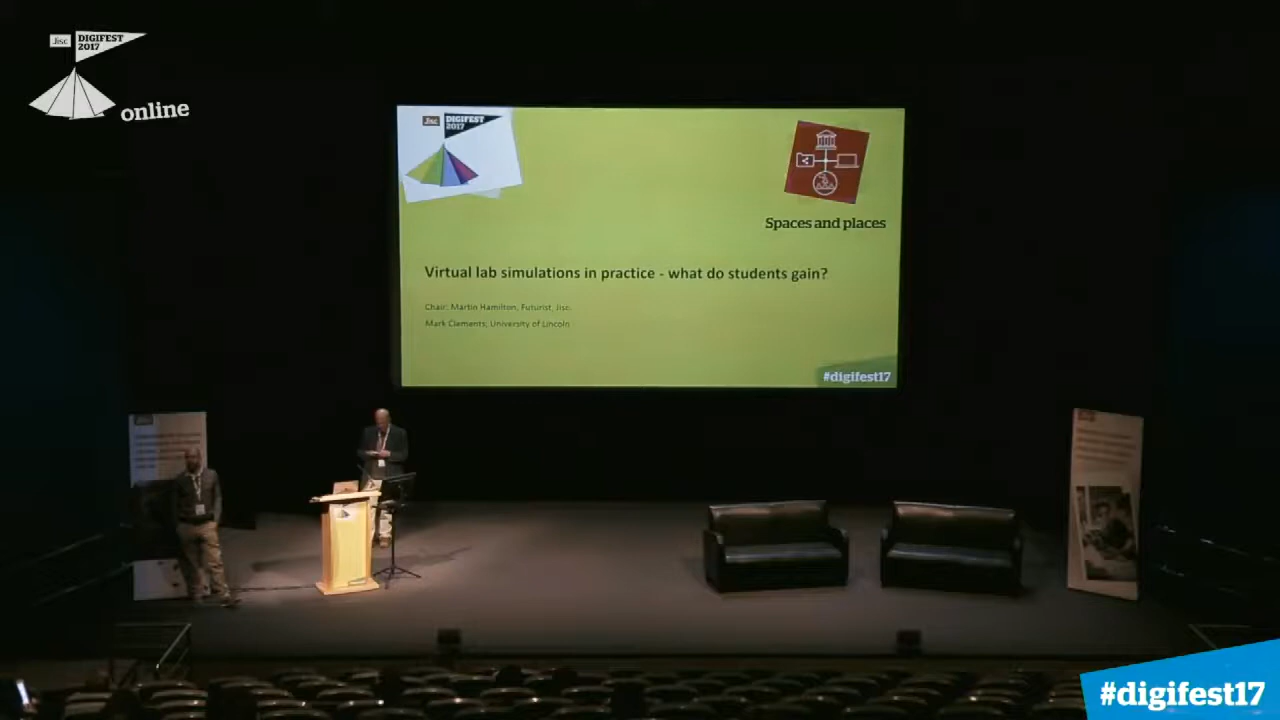 Jisc
DIGIFEST
2017
online
Jisc
DIGIFEST
2017
Spaces and places
Virtual lab simulations in practice - what do students gain?
Chair: Martin Hamilton, Futurist, Jisc.
Mark Clements, University of Lincoln
#digifest17
#digifest17